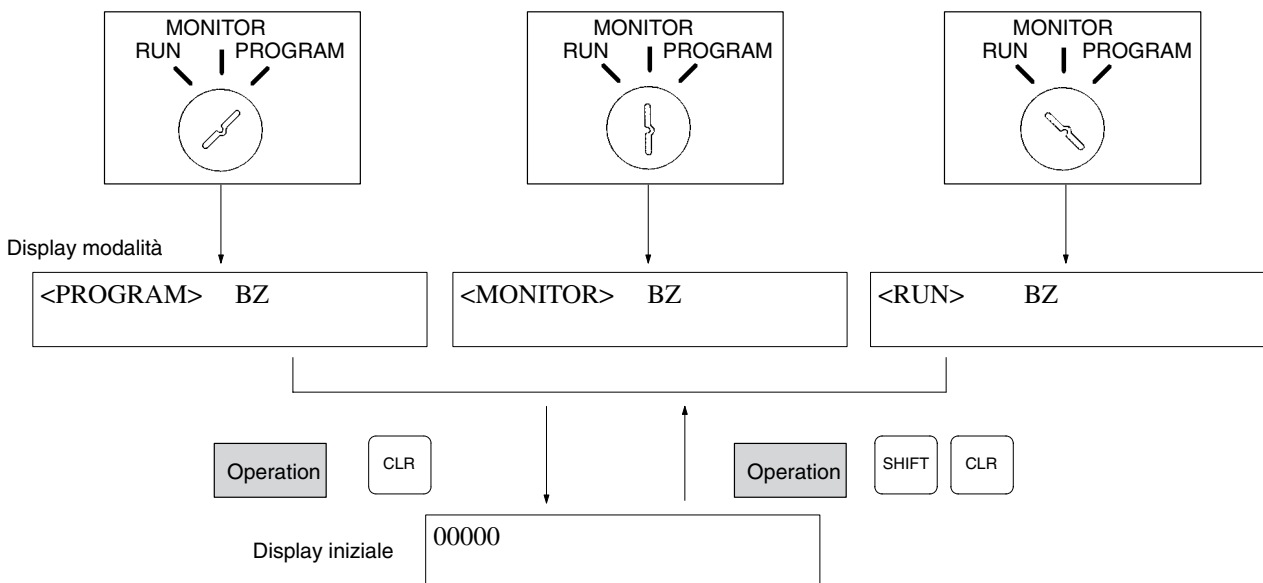 MONITOR
RUN PROGRAM
MONITOR
RUN PROGRAM
MONITOR
RUN PROGRAM
Display modalità
<PROGRAM> BZ
<MONITOR> BZ
<RUN> BZ
Operation
CLR
Operation
SHIFT
CLR
Display iniziale
00000